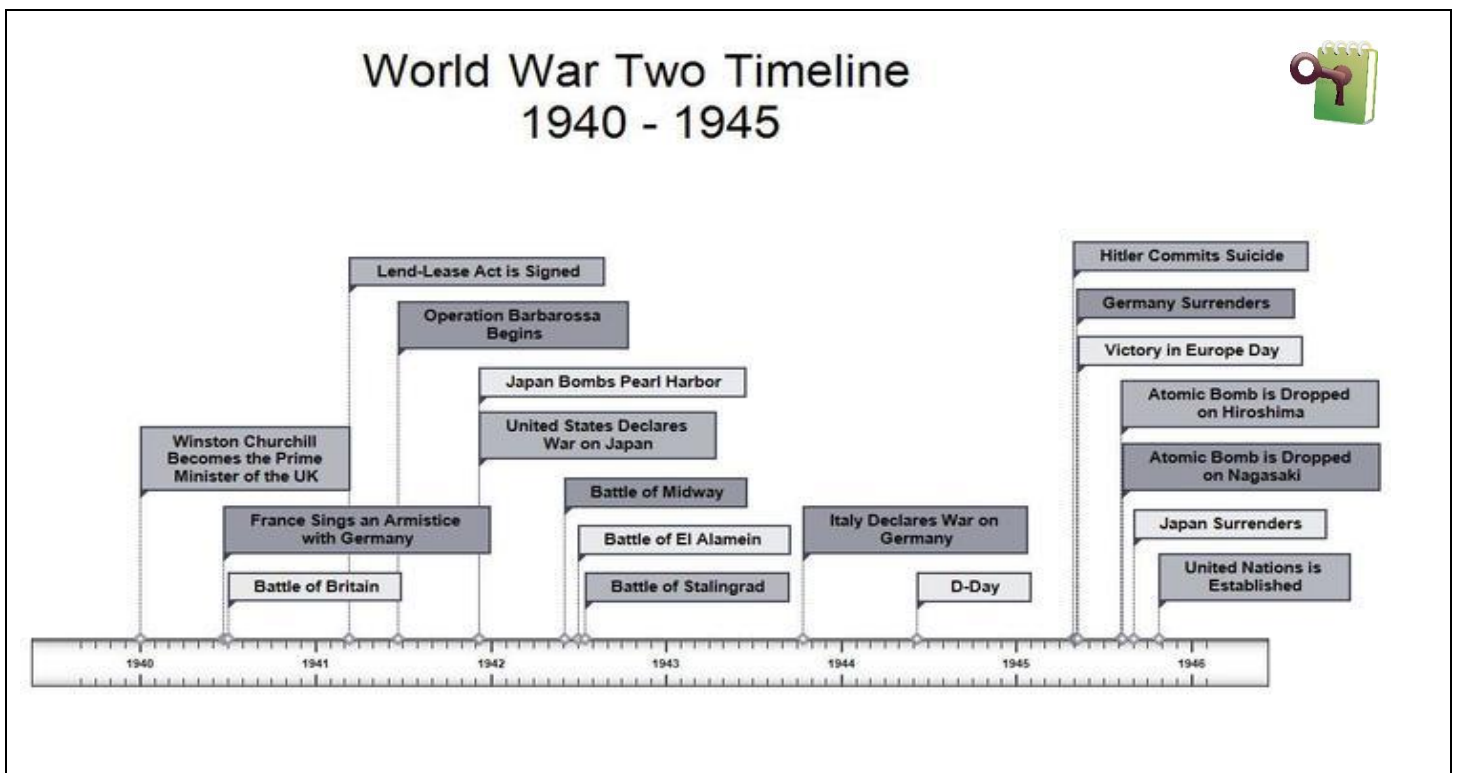 World War Two Timeline
1940 - 1945
Hitler Commits Suicide
Lend-Lease Act is Signed
Germany Surrenders
Operation Barbarossa
Begins
Victory in Europe Day
Japan Bombs Pearl Harbor
Atomic Bomb is Dropped
on Hiroshima
United States Declares
War on Japan
Winston Churchill
Becomes the Prime
Minister of the UK
Atomic Bomb is Dropped
on Nagasaki
Battle of Midway
France Sings an Armistice
with Germany
Italy Declares War on
Germany
Japan Surrenders
Battle of El Alamein
United Nations is
Established
Battle of Britain
Battle of Stalingrad
D-Day
1940 1941 1942 1943 1944 1945 1946